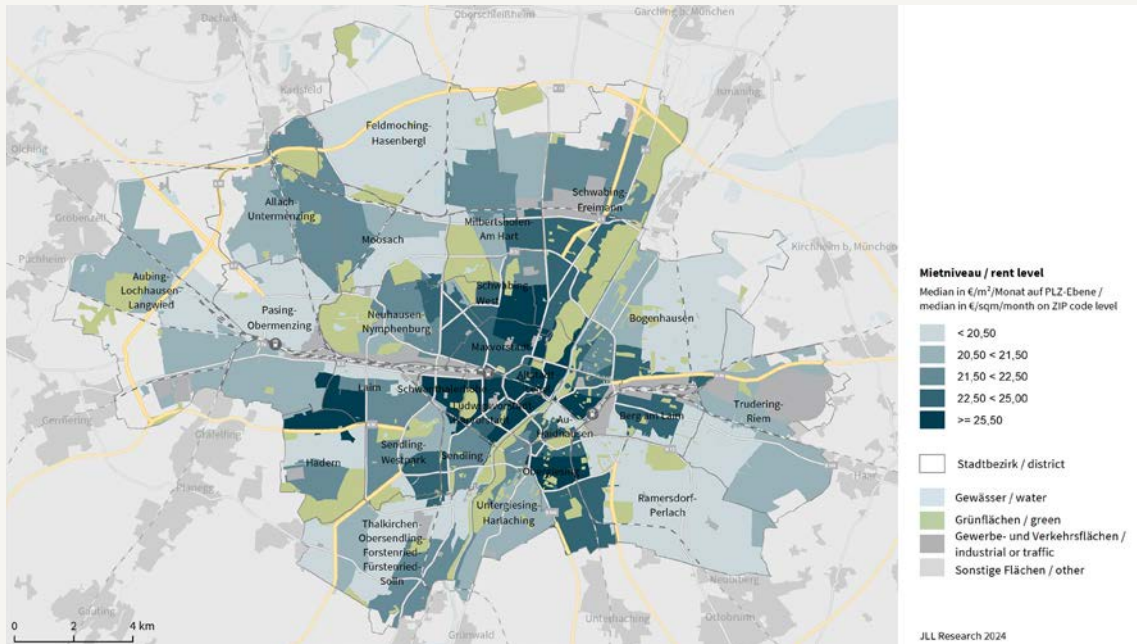 Dachau
Oberschleißheim
Garching b. München
Karlsfeld
Ismaning
Feldmoching-
Hasenbergl
Olching
Schwabing-
Freimann
Allach-
Untermenzing
Gröbenzell
Milbertshofen-
Am Hart
Moosach
Kirchheim b. München
Puchheim
Aubing-
Lochhausen-
Langwied
Schwabing-
West
Pasing-
Obermenzing
Neuhausen-
Nymphenburg
Bogenhausen
Maxvorstadt
Laim
Schwanthalerhöhe
Trudering-
Riem
Berg am Laim
Au-
Haidhausen
Germering
Gräfelfing
Sendling-
Westpark
Sendling
Hadern
Obergiesing
Haar
Planegg
Untergiesing-
Harlaching
Ramersdorf-
Perlach
Thalkirchen-
Obersendling-
Forstenried-
Fürstenried-
Solln
Neubiberg
Gauting
Grünwald
Unterhaching
Ottobrunn
0 2 4 km
Mietniveau / rent level
Median in €/m²/Monat auf PLZ-Ebene /
median in €/sqm/month on ZIP code level
< 20,50
20,50 < 21,50
21,50 < 22,50
22,50 < 25,00
>= 25,50
Stadtbezirk / district
Gewässer / water
Grünflächen / green
Gewerbe- und Verkehrsflächen /
industrial or traffic
Sonstige Flächen / other
JLL Research 2024